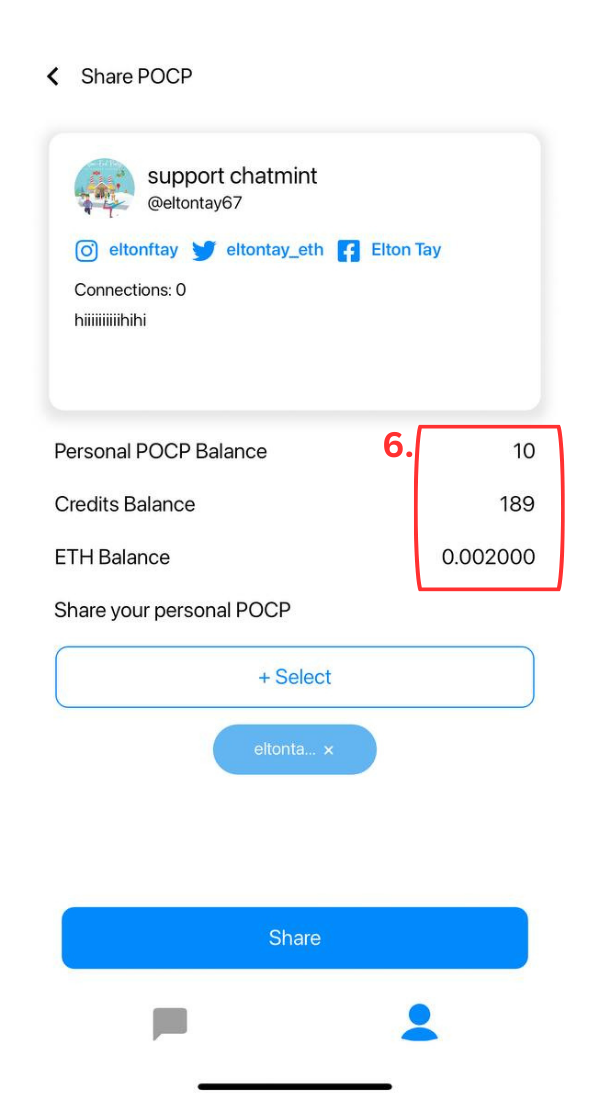 Share POCP
support chatmint
@eltontay67
eltonftay eltontay_eth Elton Tay
Connections: 0
hiiiiiiiiiihihi
6.
Personal POCP Balance 10
Credits Balance 189
ETH Balance 0.002000
Share your personal POCP
+ Select
eltonta... ×
Share